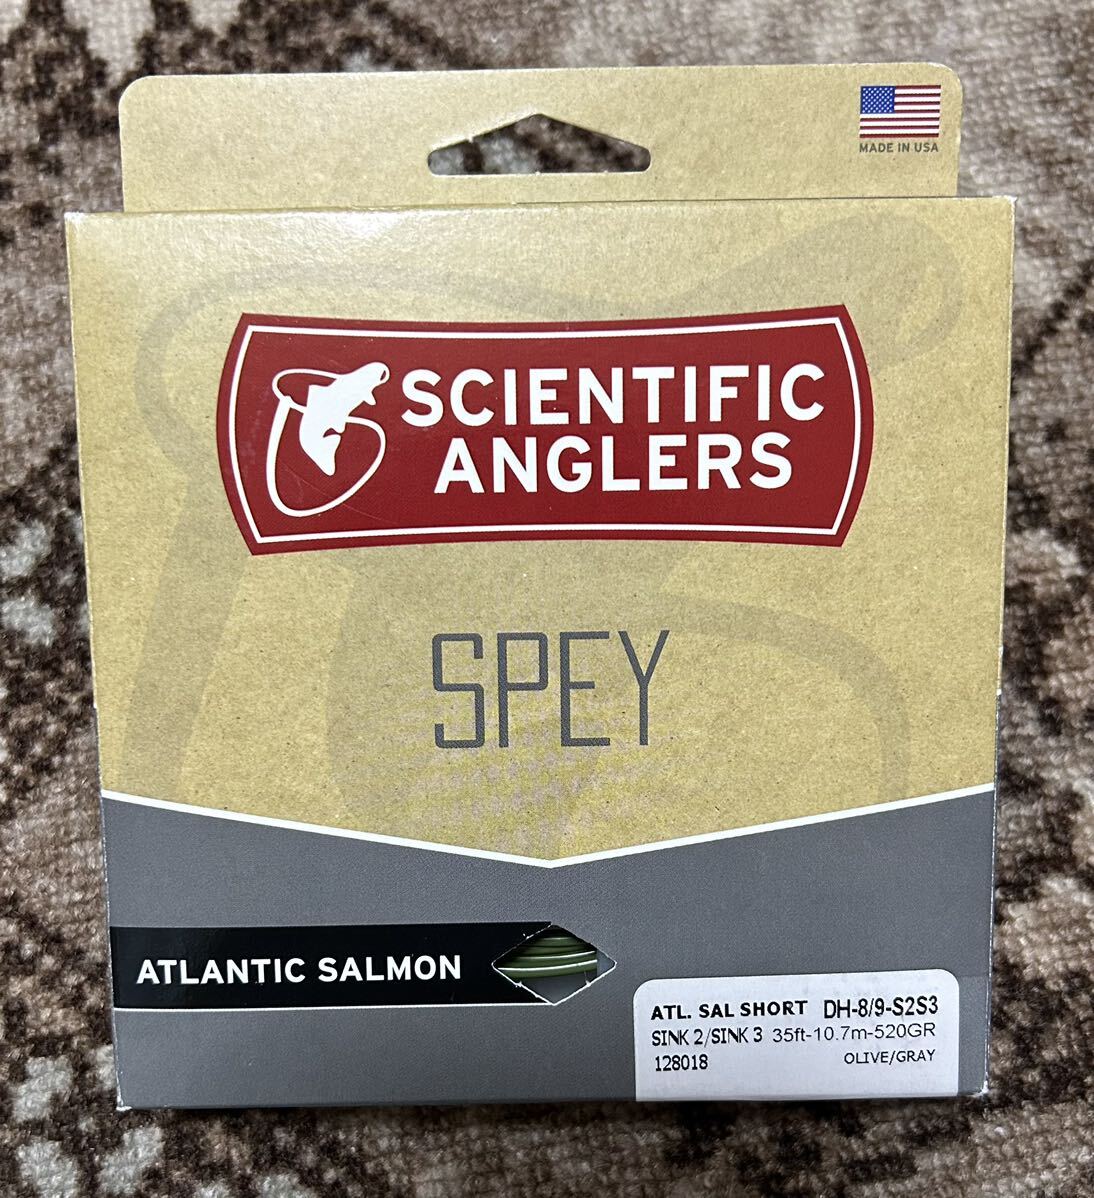 MADE IN USA
SCIENTIFIC
ANGLERS
SPEY
ATLANTIC SALMON
ATL. SAL SHORT DH-8/9-S2S3
SINK 2/SINK 3 35ft-10.7m-520GR
128018 OLIVE/GRAY